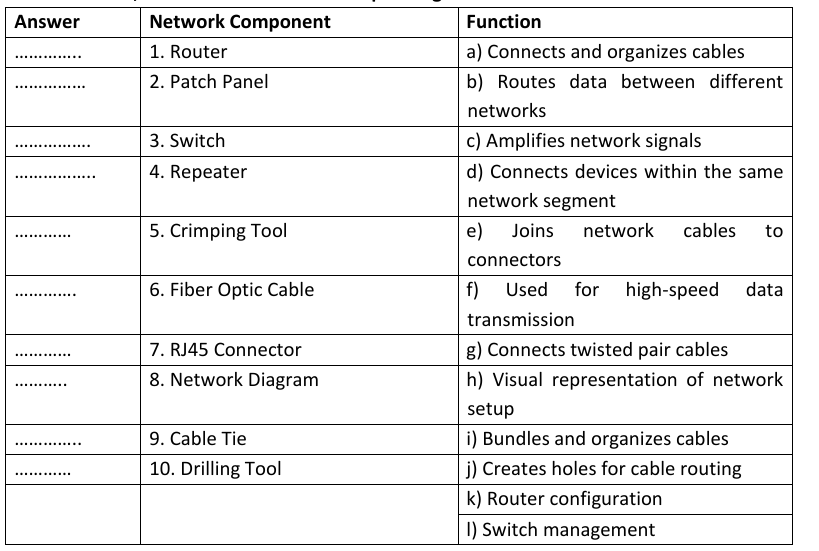 Answer Network Component Function
………….. 1. Router a) Connects and organizes cables
…………… 2. Patch Panel b) Routes data between different
networks
……………. 3. Switch c) Amplifies network signals
…………….. 4. Repeater d) Connects devices within the same
network segment
………… 5. Crimping Tool e) Joins network cables to
connectors
…………. 6. Fiber Optic Cable f) Used for high-speed data
transmission
………… 7. RJ45 Connector g) Connects twisted pair cables
……….. 8. Network Diagram h) Visual representation of network
setup
………….. 9. Cable Tie i) Bundles and organizes cables
………… 10. Drilling Tool j) Creates holes for cable routing
k) Router configuration
l) Switch management